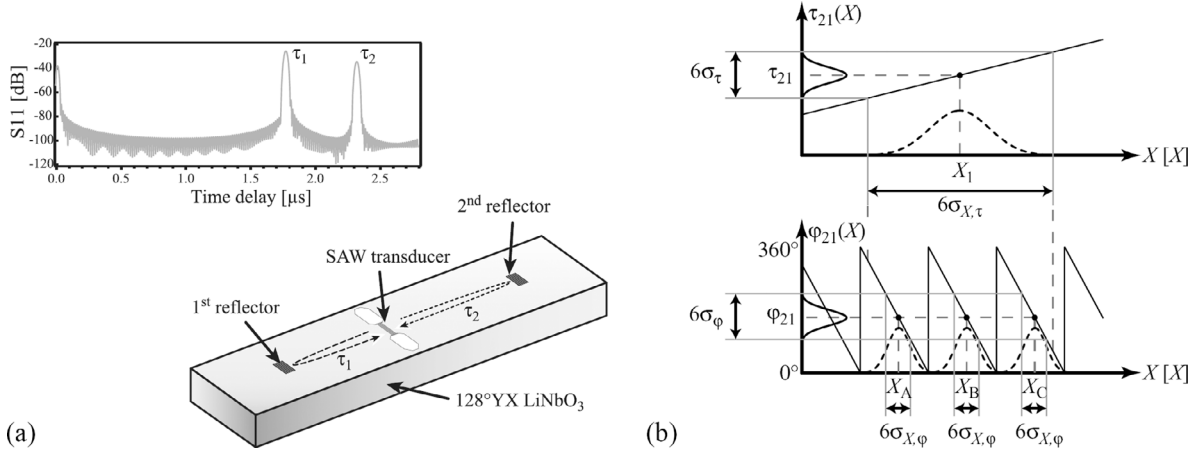 (a)
S11 [dB]
-20
-40
-60
-80
-100
-120
τ1
τ2
0.0 0.5 1.0 1.5 2.0 2.5
Time delay [µs]
2nd reflector
SAW transducer
1st reflector
τ2
τ1
128°YX LiNbO3
(b)
τ21(X)
6στ
τ21
X1
X [X]
6σX,τ
φ21(X)
360°
6σφ
φ21
0°
XA XB XC
X [X]
6σX,φ 6σX,φ 6σX,φ